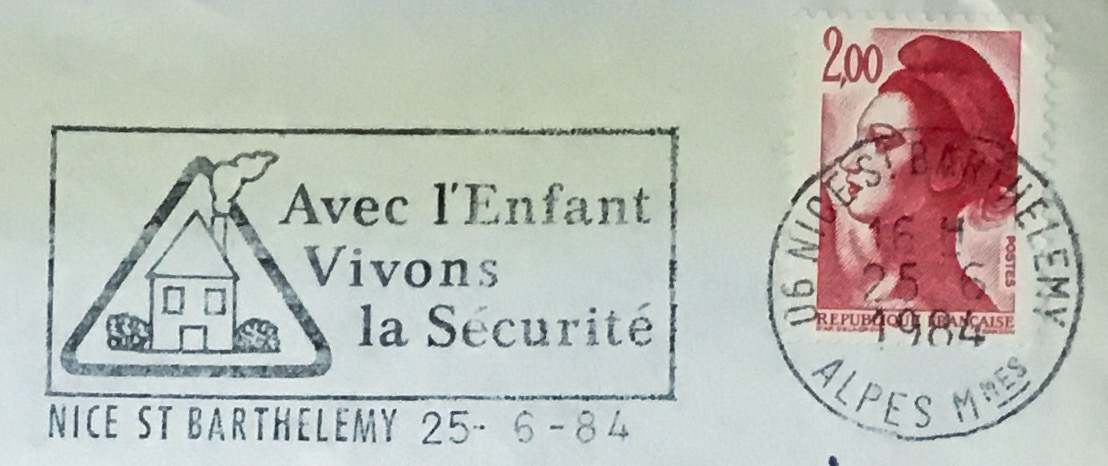 Avec l'Enfant
Vivons
la Sécurité
NICE ST BARTHELEMY 25- 6-84
2,00
POSTES
REPUBLIQUE FRANÇAISE
06 NICE ST BARTHELEMY
16 H
25 6
1984
ALPES MMES